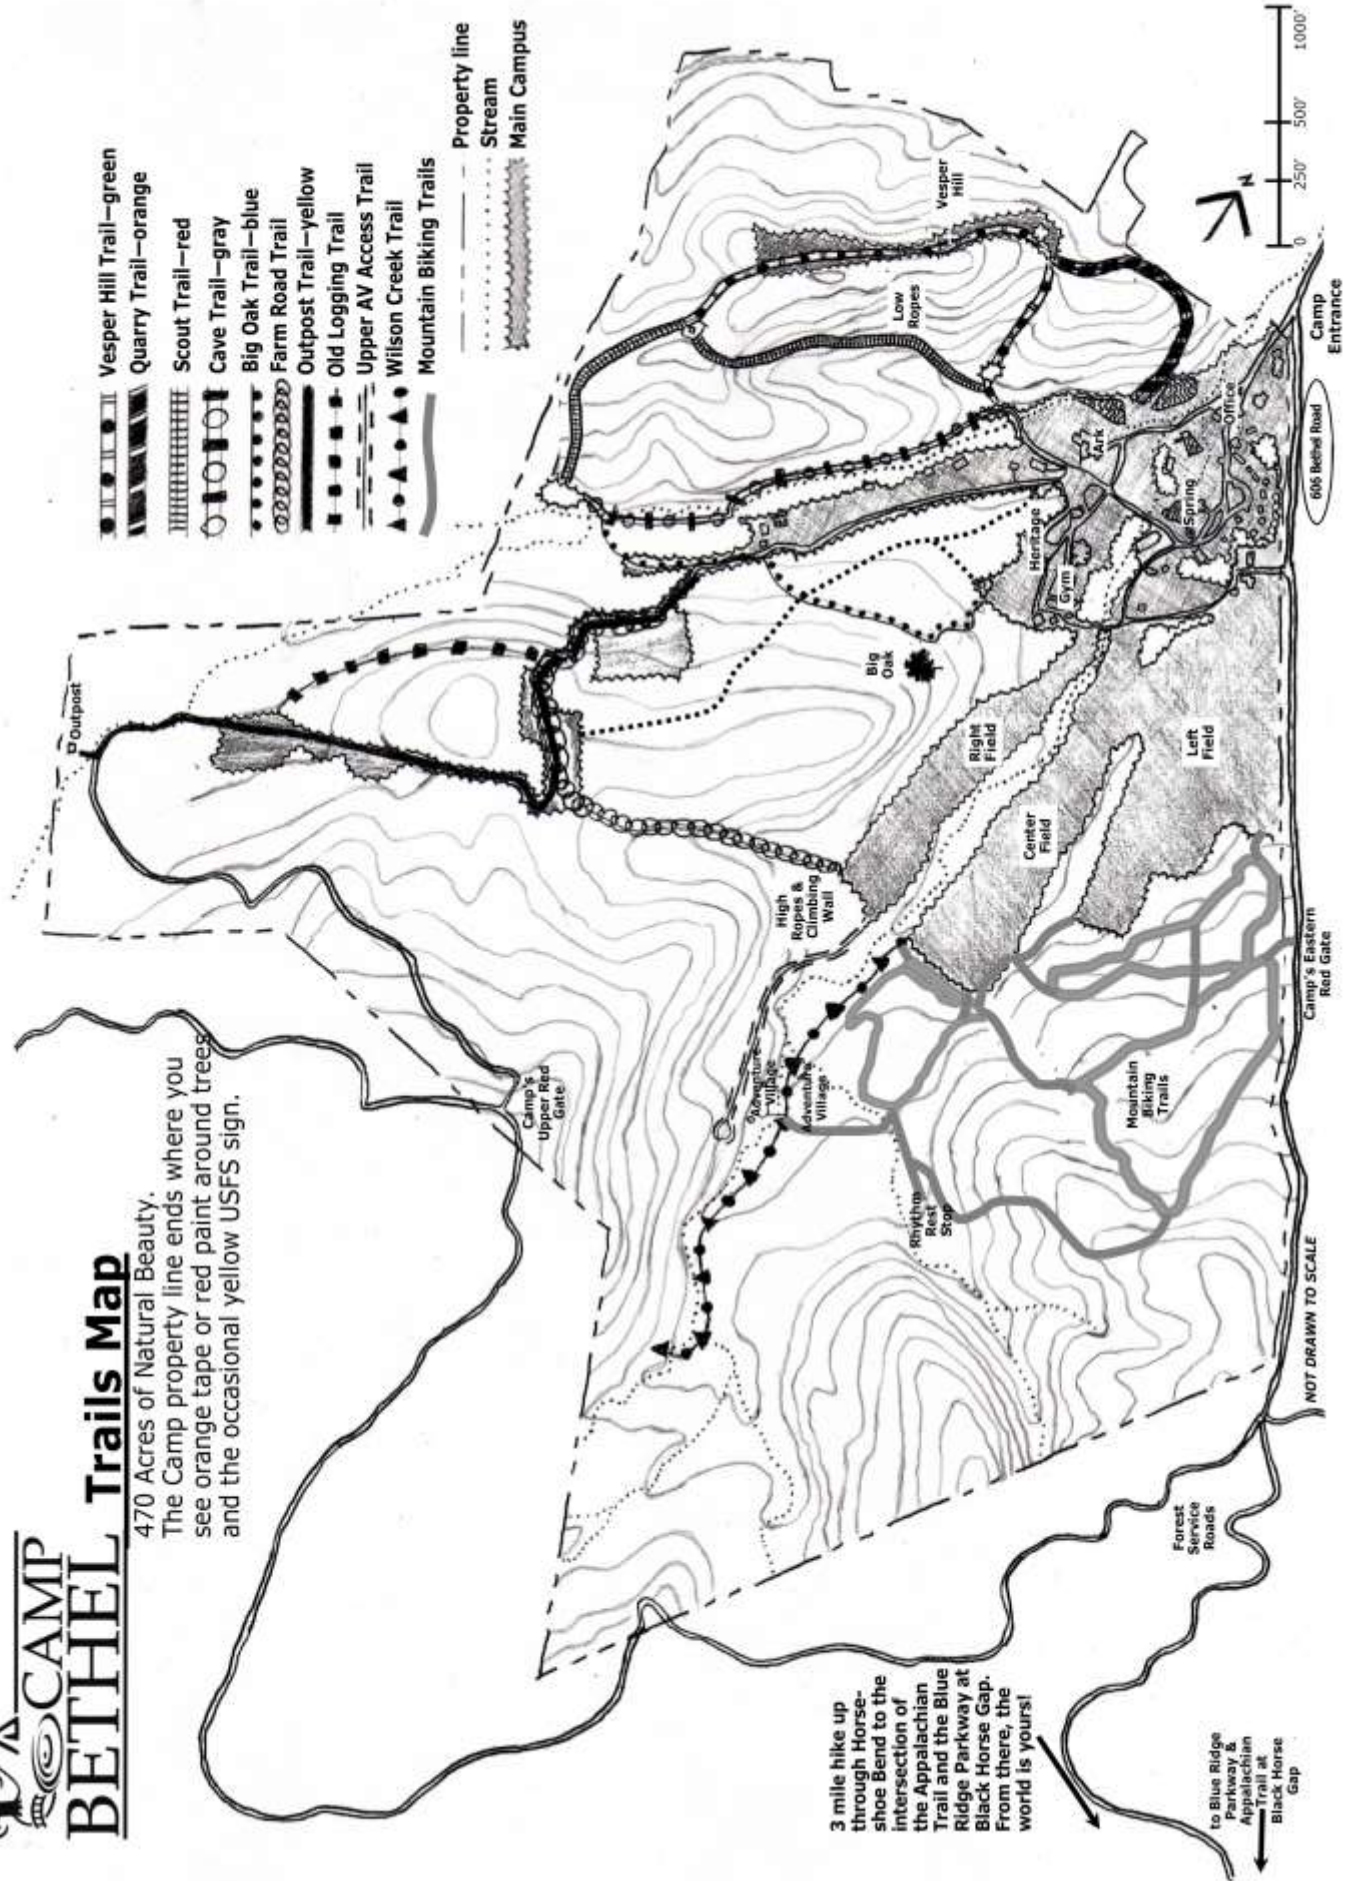 CAMP
BETHEL Trails Map
470 Acres of Natural Beauty.
The Camp property line ends where you
see orange tape or red paint around trees
and the occasional yellow USFS sign.
Vesper Hill Trail—green
Quarry Trail—orange
Scout Trail—red
Cave Trail—gray
Big Oak Trail—blue
Farm Road Trail
Outpost Trail—yellow
Old Logging Trail
Upper AV Access Trail
Wilson Creek Trail
Mountain Biking Trails
Property line
Stream
Main Campus
Outpost
Camp's
Upper Red
Gate
Vesper
Hill
Low
Ropes
Big
Oak
High
Ropes &
Climbing
Wall
Adventure
Village
Adventure
Village
Rhythm
Rest
Stop
Right
Field
Center
Field
Left
Field
Heritage
Gym
Ark
Spring
Office
Mountain
Biking
Trails
Camp's Eastern
Red Gate
606 Bethel Road
Camp
Entrance
N
0
250'
500'
1000'
NOT DRAWN TO SCALE
Forest
Service
Roads
3 mile hike up
through Horse-
shoe Bend to the
intersection of
the Appalachian
Trail and the Blue
Ridge Parkway at
Black Horse Gap.
From there, the
world is yours!
to Blue Ridge
Parkway &
Appalachian
Trail at
Black Horse
Gap